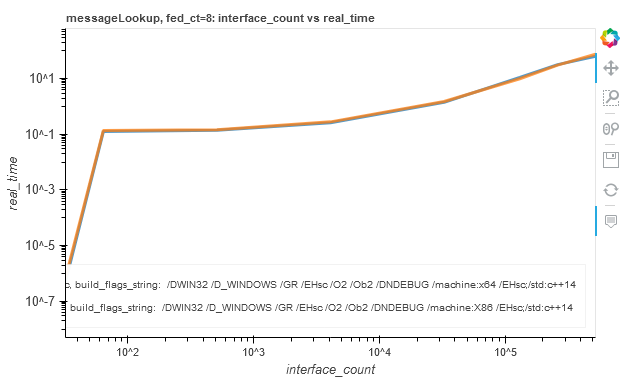 messageLookup, fed_ct=8: interface_count vs real_time
real_time
10^1
10^-1
10^-3
10^-5
10^-7
, build_flags_string: /DWIN32 /D_WINDOWS /GR /EHsc /O2 /Ob2 /DNDEBUG /machine:x64 /EHsc;/std:c++14
build_flags_string: /DWIN32 /D_WINDOWS /GR /EHsc /O2 /Ob2 /DNDEBUG /machine:X86 /EHsc;/std:c++14
10^2 10^3 10^4 10^5
interface_count